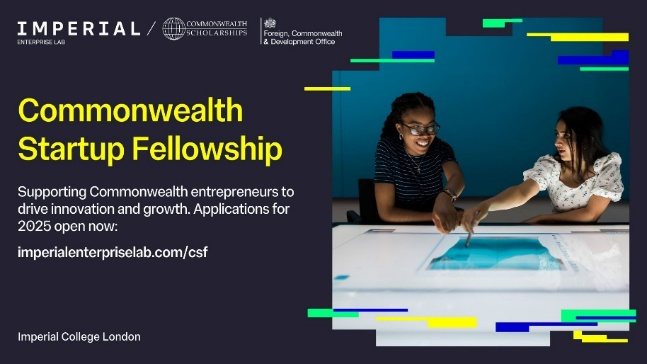 IMPERIAL
ENTERPRISE LAB
COMMONWEALTH
SCHOLARSHIPS
Foreign, Commonwealth
& Development Office
Commonwealth
Startup Fellowship
Supporting Commonwealth entrepreneurs to
drive innovation and growth. Applications for
2025 open now:
imperialenterpriselab.com/csf
Imperial College London